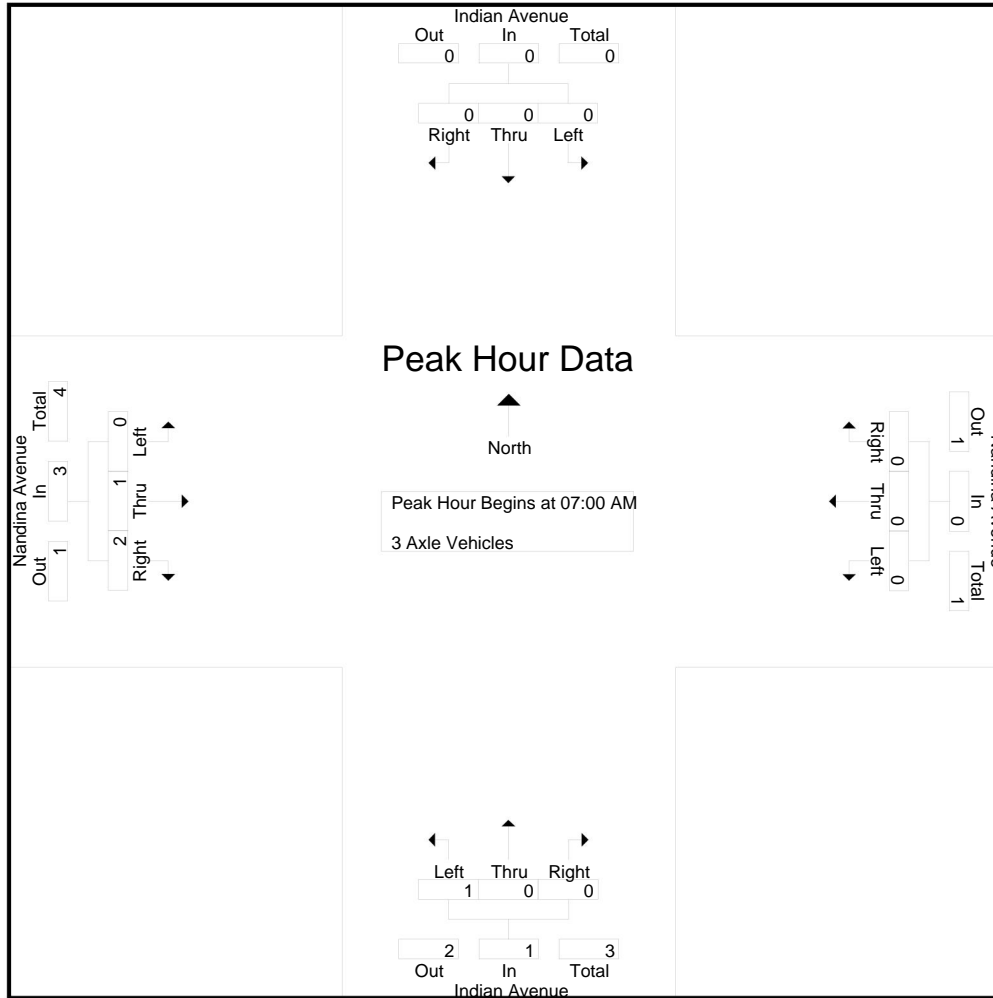 Indian Avenue
Out In Total
0 0 0
0 0 0
Right Thru Left
Peak Hour Data
North
Peak Hour Begins at 07:00 AM
3 Axle Vehicles
Nandina Avenue
Out In Total
1 3 4
Left Thru Right
0 1 2
Out In Total
1 0 1
Right Thru Left
0 0 0
Left Thru Right
1 0 0
2 1 3
Out In Total
Indian Avenue